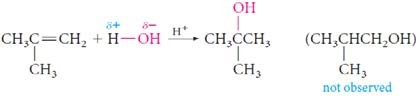 OH
δ+ δ−
CH₃C=CH₂ + H—OH H⁺ CH₃CCH₃ (CH₃CHCH₂OH)
CH₃ CH₃ CH₃
not observed